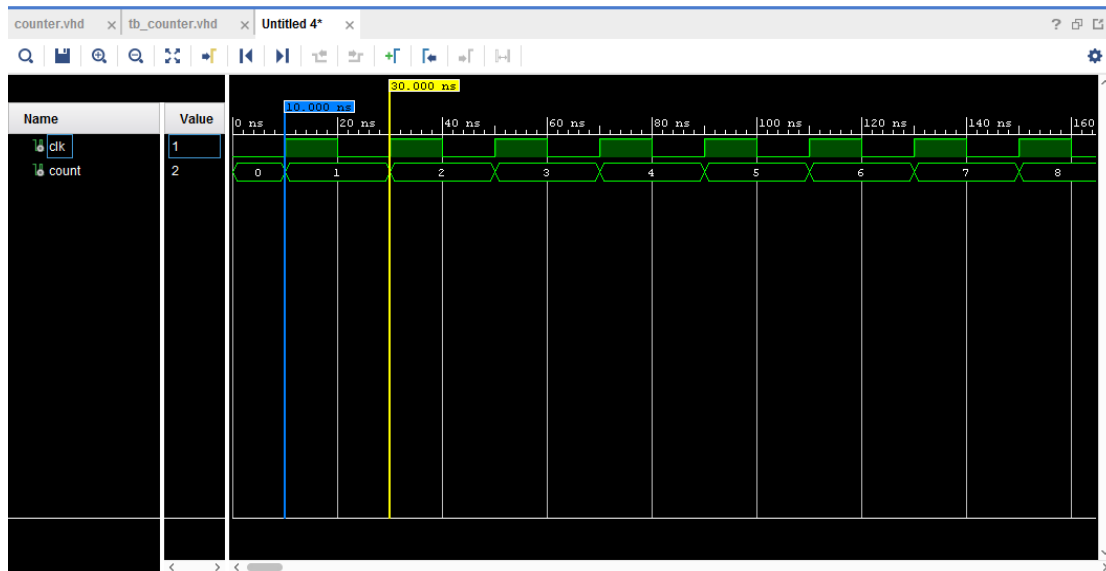 counter.vhd × tb_counter.vhd × Untitled 4* ×
?
30.000 ns
10.000 ns
Name Value
0 ns 20 ns 40 ns 60 ns 80 ns 100 ns 120 ns 140 ns 160
clk 1
count 2 0 1 2 3 4 5 6 7 8